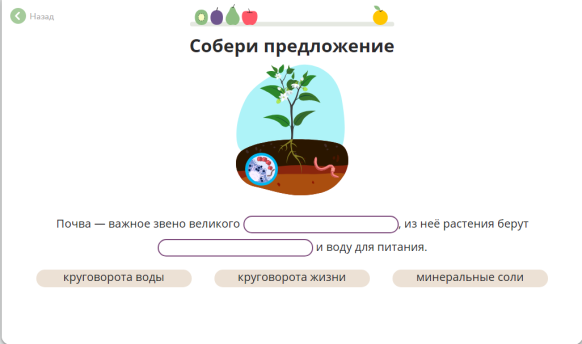 Назад
Собери предложение
Почва — важное звено великого , из неё растения берут
и воду для питания.
круговорота воды круговорота жизни минеральные соли